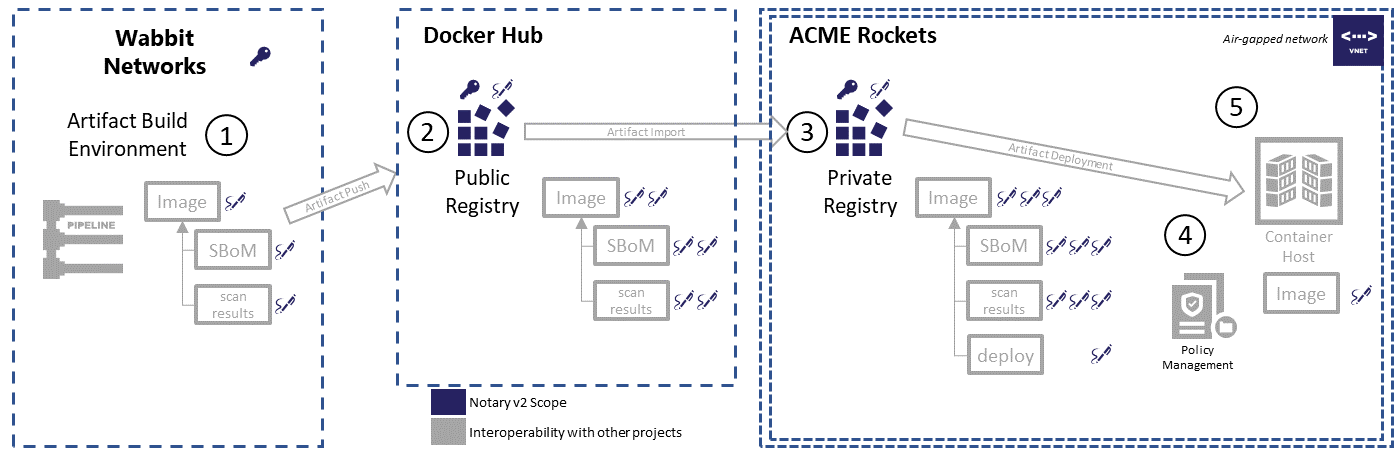 Wabbit
Networks
Artifact Build
Environment
1
PIPELINE
Image
SBoM
scan
results
Artifact Push
Docker Hub
2
Public
Registry
Image
SBoM
scan
results
Artifact Import
Notary v2 Scope
Interoperability with other projects
ACME Rockets
Air-gapped network
<···>
VNET
3
Private
Registry
Image
SBoM
scan
results
deploy
Artifact Deployment
4
Policy
Management
5
Container
Host
Image